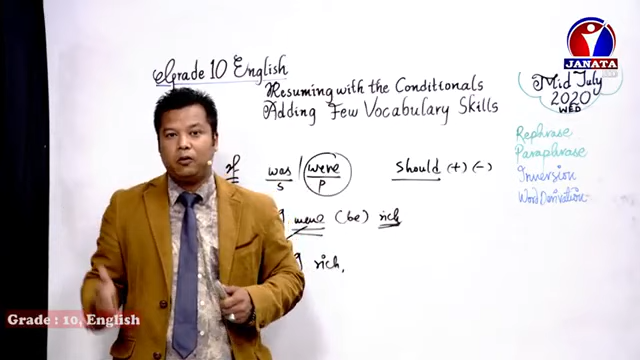 Grade 10 English
Resuming with the Conditionals
Adding Few Vocabulary Skills
Mid July
2020
WED
Rephrase
Paraphrase
Inversion
Word Derivation
If was / were Should (+) (-)
S P
I were (be) rich
I rich,
JANATA
Grade : 10, English